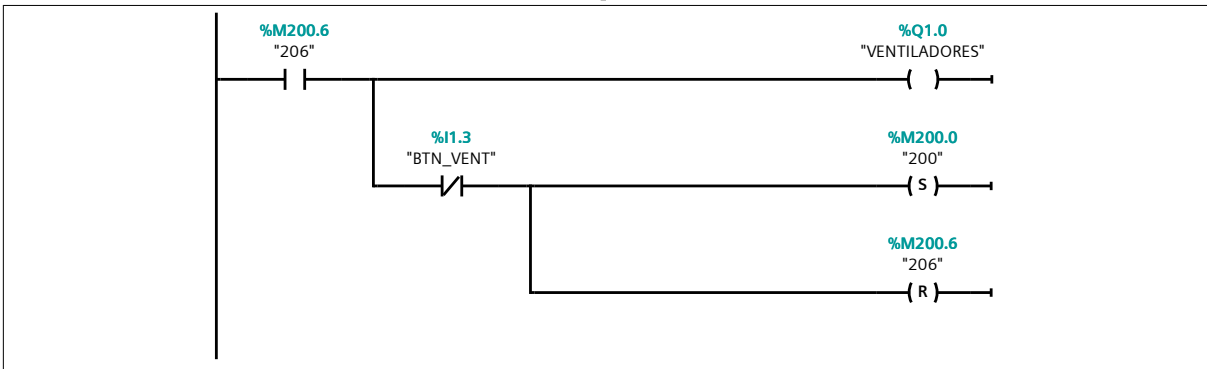 %M200.6
"206"
%Q1.0
"VENTILADORES"
%I1.3
"BTN_VENT"
%M200.0
"200"
S
%M200.6
"206"
R